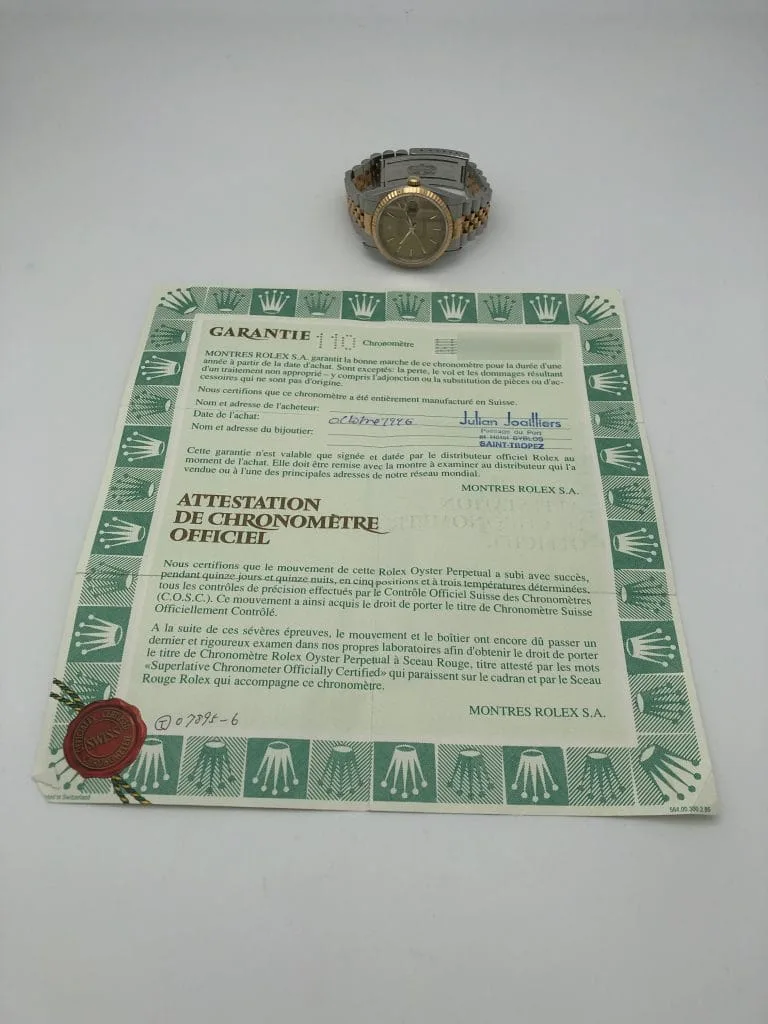 GARANTIE 110 Chronomètre
MONTRES ROLEX S.A. garantit la bonne marche de ce chronomètre pour la durée d'une
année à partir de la date d'achat. Sont exceptés: la perte, le vol et les dommages résultant
d'un traitement non approprié – y compris l'adjonction ou la substitution de pièces ou d'ac-
cessoires qui ne sont pas d'origine.
Nous certifions que ce chronomètre a été entièrement manufacturé en Suisse.
Nom et adresse de l'acheteur:
Date de l'achat:
Nom et adresse du bijoutier:
Julian Joailliers
Passage du Port
et Hôtel BYBLOS
SAINT-TROPEZ
Cette garantie n'est valable que signée et datée par le distributeur officiel Rolex au
moment de l'achat. Elle doit être remise avec la montre à examiner au distributeur qui l'a
vendue ou à l'une des principales adresses de notre réseau mondial.
MONTRES ROLEX S.A.
ATTESTATION
DE CHRONOMÈTRE
OFFICIEL
Nous certifions que le mouvement de cette Rolex Oyster Perpetual a subi avec succès,
pendant quinze jours et quinze nuits, en cinq positions et à trois températures déterminées,
tous les contrôles de précision effectués par le Contrôle Officiel Suisse des Chronomètres
(C.O.S.C.). Ce mouvement a ainsi acquis le droit de porter le titre de Chronomètre Suisse
Officiellement Contrôlé.
A la suite de ces sévères épreuves, le mouvement et le boîtier ont encore dû passer un
dernier et rigoureux examen dans nos propres laboratoires afin d'obtenir le droit de porter
le titre de Chronomètre Rolex Oyster Perpetual à Sceau Rouge, titre attesté par les mots
«Superlative Chronometer Officially Certified» qui paraissent sur le cadran et par le Sceau
Rouge Rolex qui accompagne ce chronomètre.
MONTRES ROLEX S.A.
SWISS
in Switzerland